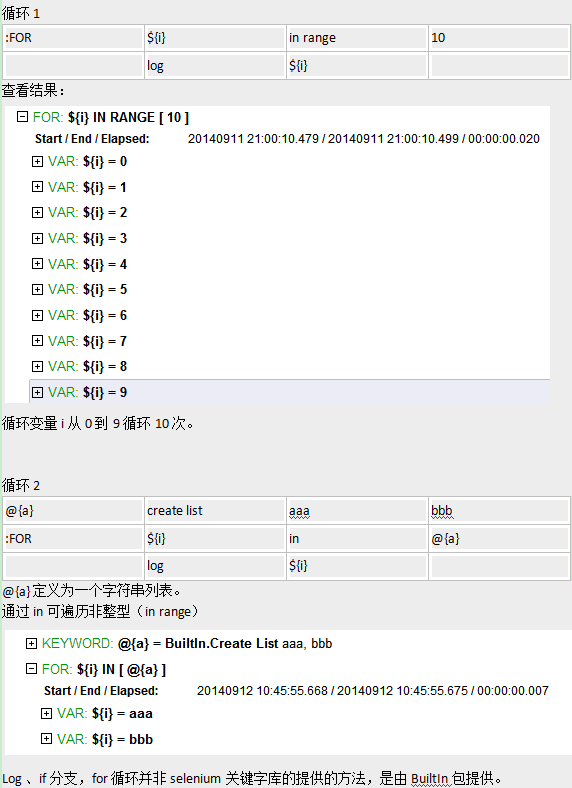 循环 1
:FOR ${i} in range 10
log ${i}
查看结果：
FOR: ${i} IN RANGE [ 10 ]
Start / End / Elapsed: 20140911 21:00:10.479 / 20140911 21:00:10.499 / 00:00:00.020
VAR: ${i} = 0
VAR: ${i} = 1
VAR: ${i} = 2
VAR: ${i} = 3
VAR: ${i} = 4
VAR: ${i} = 5
VAR: ${i} = 6
VAR: ${i} = 7
VAR: ${i} = 8
VAR: ${i} = 9
循环变量 i 从 0 到 9 循环 10 次。
循环 2
@{a} create list aaa bbb
:FOR ${i} in @{a}
log ${i}
@{a} 定义为一个字符串列表。
通过 in 可遍历非整型（in range）
KEYWORD: @{a} = BuiltIn.Create List aaa, bbb
FOR: ${i} IN [ @{a} ]
Start / End / Elapsed: 20140912 10:45:55.668 / 20140912 10:45:55.675 / 00:00:00.007
VAR: ${i} = aaa
VAR: ${i} = bbb
Log 、if 分支，for 循环并非 selenium 关键字库的提供的方法，是由 BuiltIn 包提供。